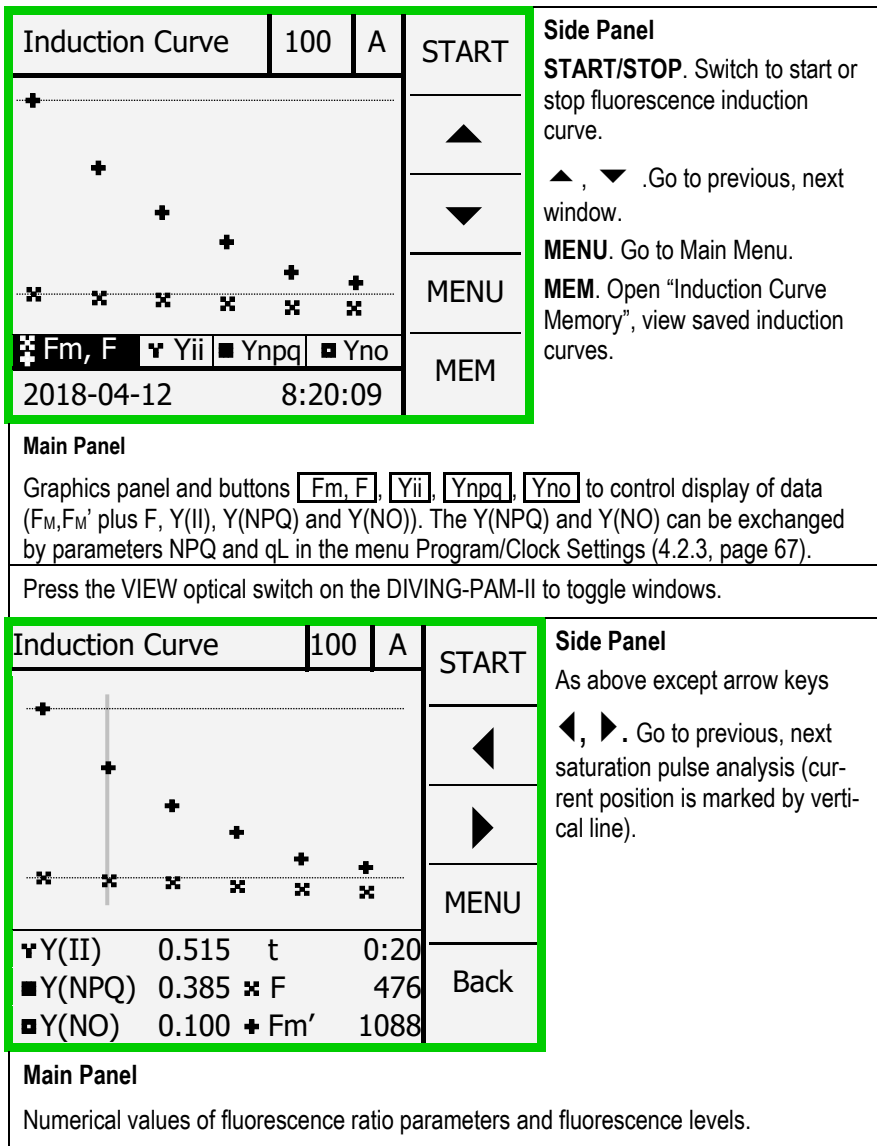 Induction Curve 100 A START
MENU
MEM
Fm, F Yii Ynpq Yno
2018-04-12 8:20:09
Side Panel
START/STOP. Switch to start or
stop fluorescence induction
curve.
▲ , ▼ .Go to previous, next
window.
MENU. Go to Main Menu.
MEM. Open “Induction Curve
Memory”, view saved induction
curves.
Main Panel
Graphics panel and buttons Fm, F , Yii , Ynpq , Yno to control display of data
(FM,FM’ plus F, Y(II), Y(NPQ) and Y(NO)). The Y(NPQ) and Y(NO) can be exchanged
by parameters NPQ and qL in the menu Program/Clock Settings (4.2.3, page 67).
Press the VIEW optical switch on the DIVING-PAM-II to toggle windows.
Induction Curve 100 A START
MENU
Back
Y(II) 0.515 t 0:20
Y(NPQ) 0.385 F 476
Y(NO) 0.100 Fm′ 1088
Side Panel
As above except arrow keys
◀, ▶. Go to previous, next
saturation pulse analysis (cur-
rent position is marked by verti-
cal line).
Main Panel
Numerical values of fluorescence ratio parameters and fluorescence levels.